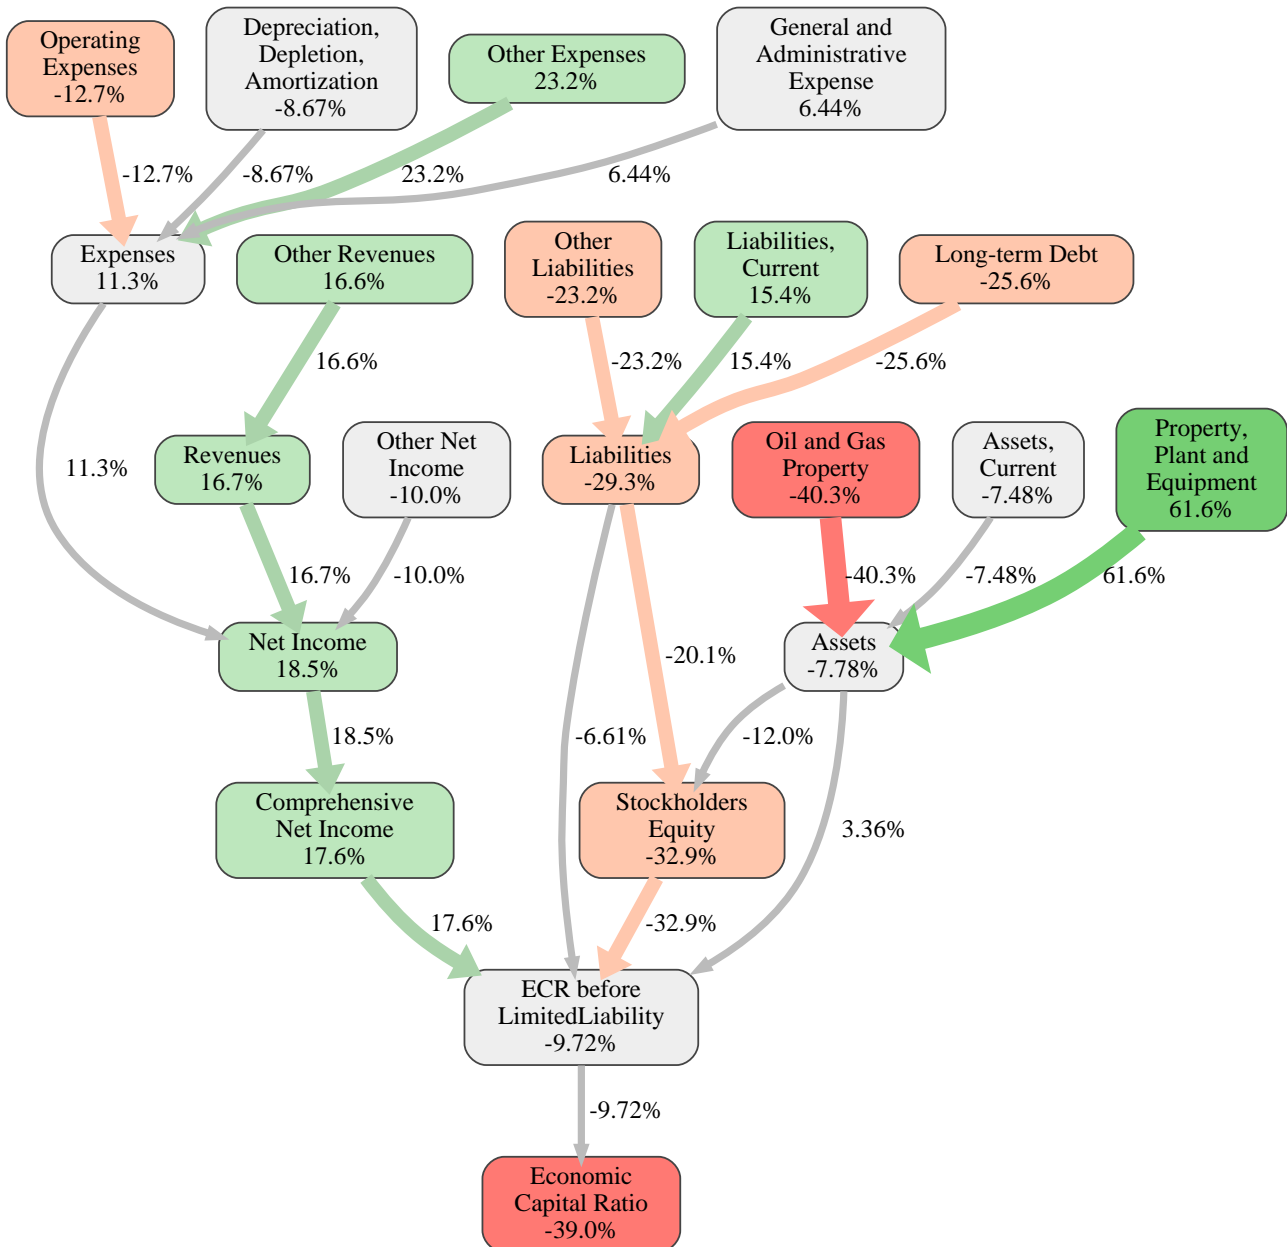 Operating
Expenses
-12.7%
Depreciation,
Depletion,
Amortization
-8.67%
Other Expenses
23.2%
General and
Administrative
Expense
6.44%
-12.7%
-8.67%
23.2%
6.44%
Expenses
11.3%
Other Revenues
16.6%
Other
Liabilities
-23.2%
Liabilities,
Current
15.4%
Long-term Debt
-25.6%
16.6%
-23.2%
15.4%
-25.6%
11.3%
Revenues
16.7%
Other Net
Income
-10.0%
Liabilities
-29.3%
Oil and Gas
Property
-40.3%
Assets,
Current
-7.48%
Property,
Plant and
Equipment
61.6%
16.7%
-10.0%
-40.3%
-7.48%
61.6%
Net Income
18.5%
-20.1%
Assets
-7.78%
18.5%
-6.61%
-12.0%
3.36%
Comprehensive
Net Income
17.6%
Stockholders
Equity
-32.9%
17.6%
-32.9%
ECR before
LimitedLiability
-9.72%
-9.72%
Economic
Capital Ratio
-39.0%